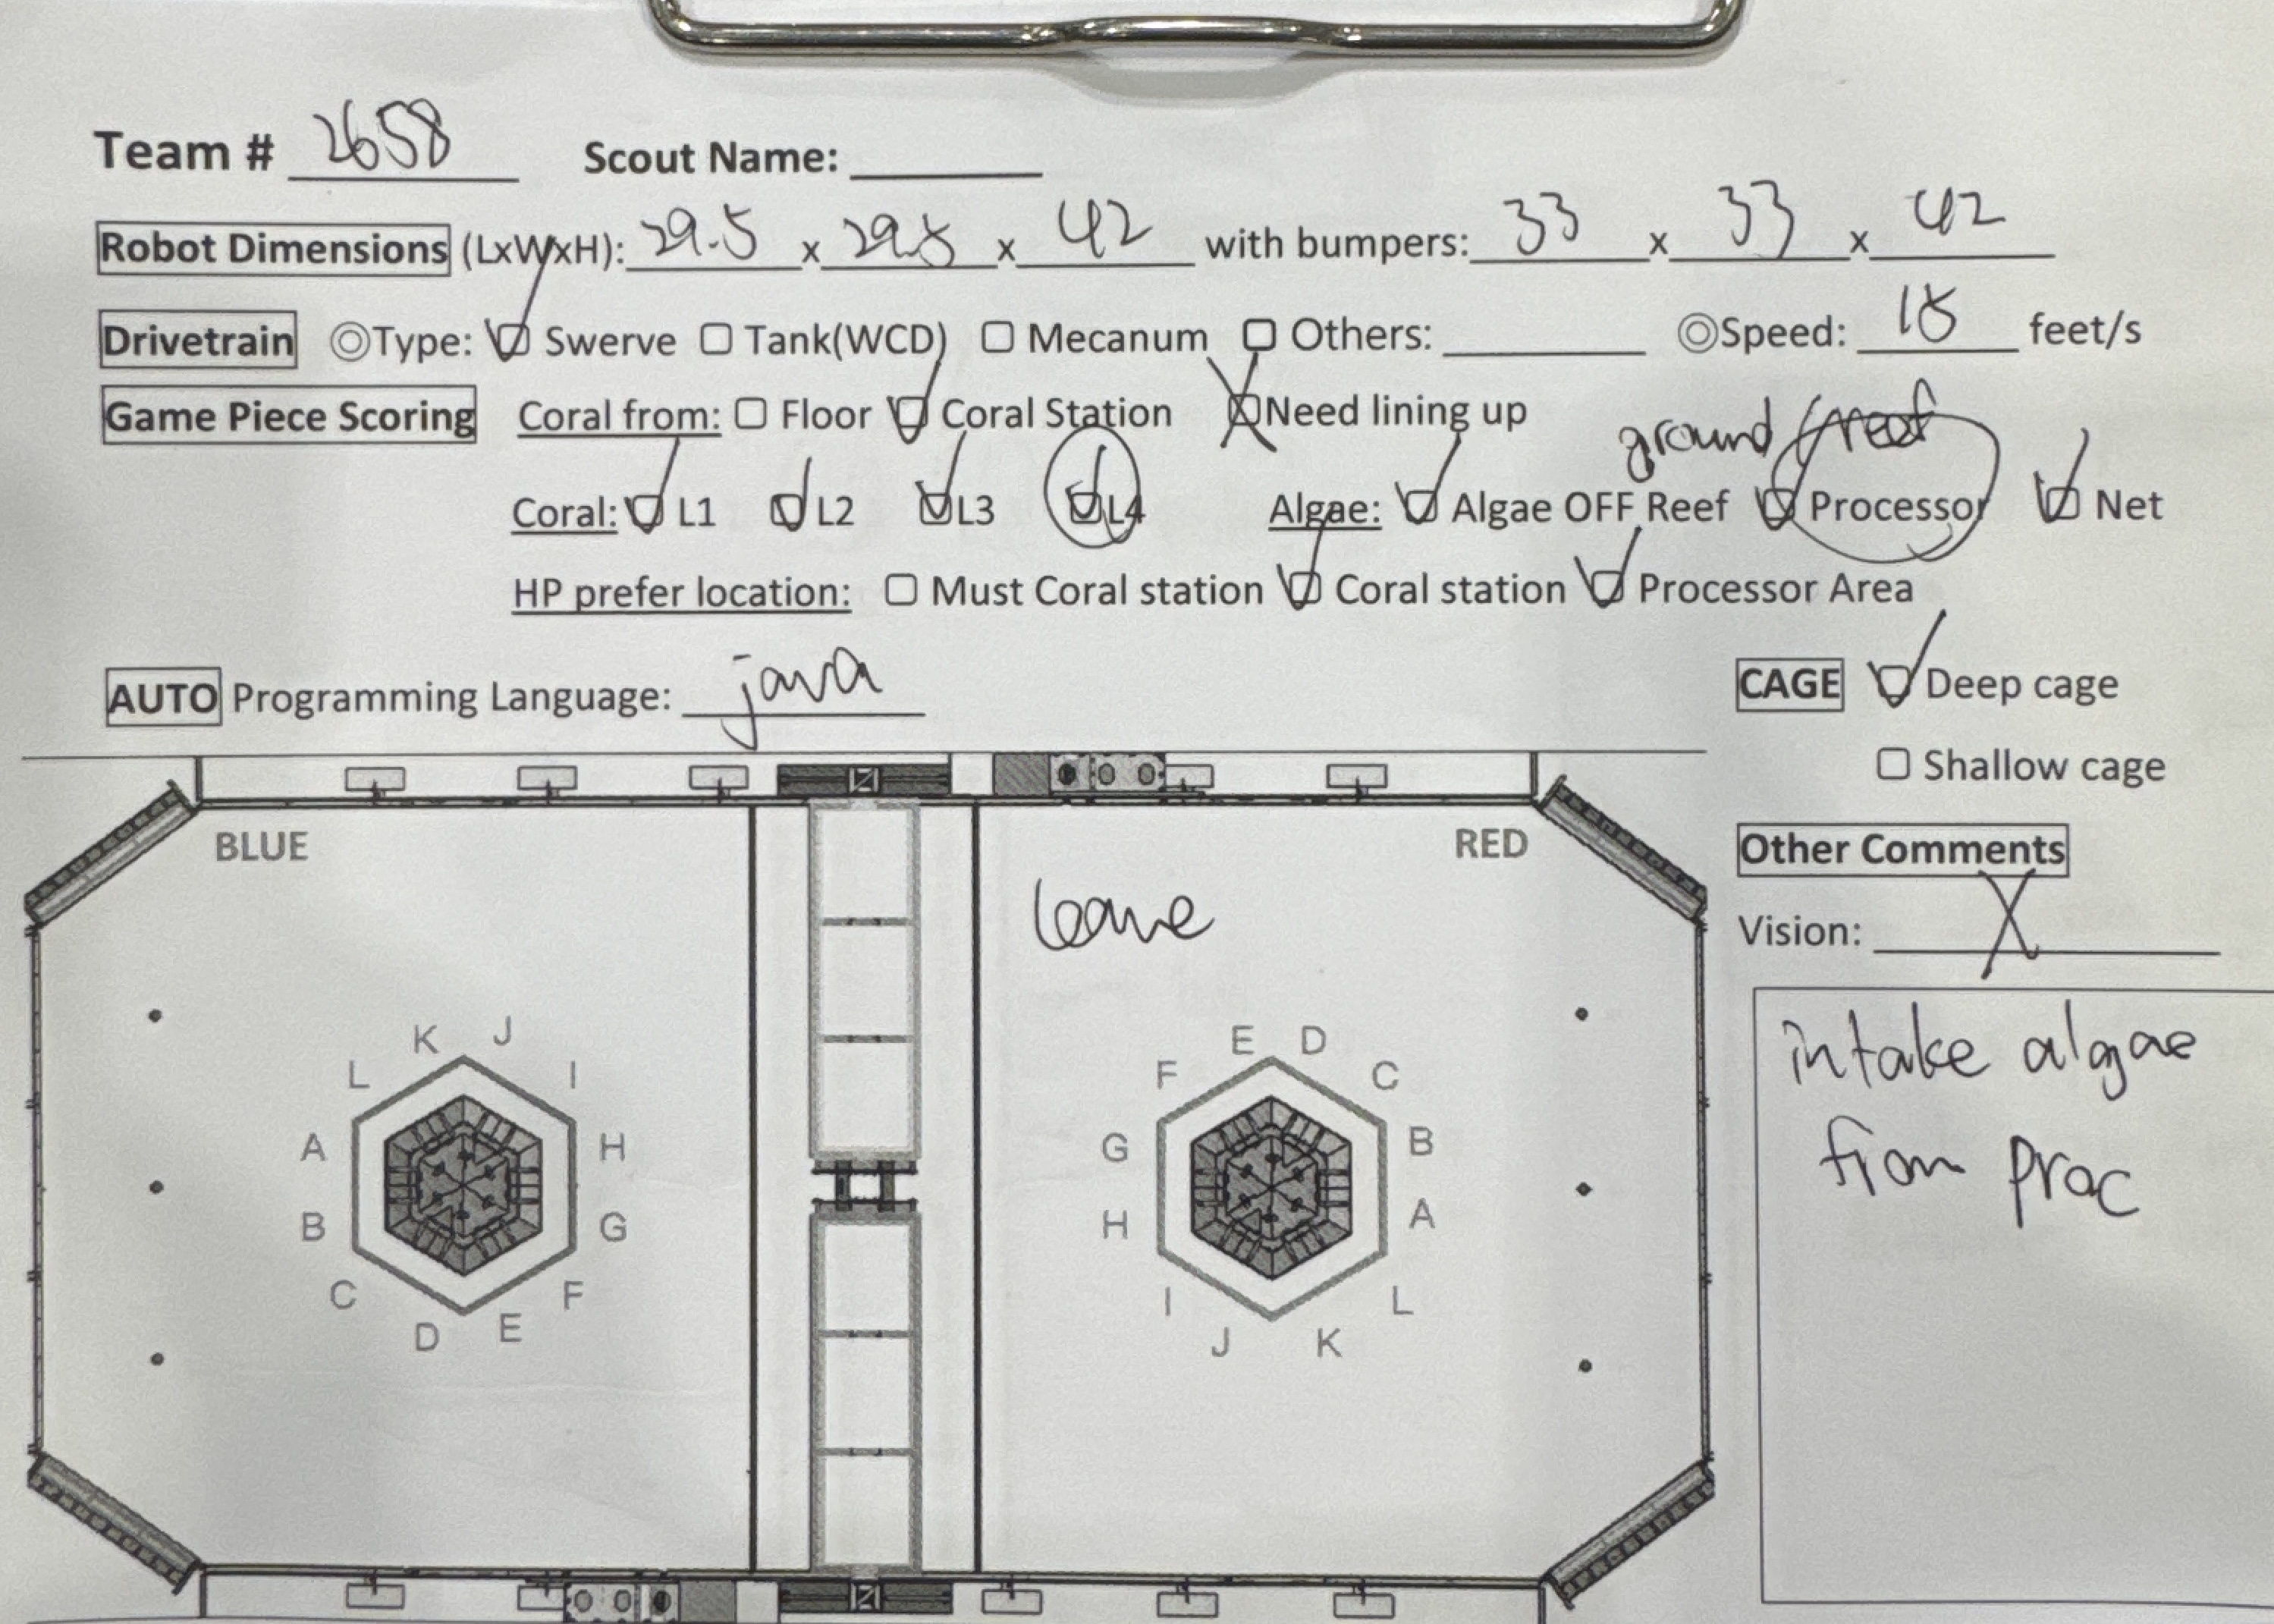 Team # 2658 Scout Name:
Robot Dimensions (LxWxH): 29.5 x 29.5 x 42 with bumpers: 33 x 33 x 42
Drivetrain ◎Type: ☑ Swerve ☐ Tank(WCD) ☐ Mecanum ☐ Others: ◎Speed: 18 feet/s
Game Piece Scoring Coral from: ☐ Floor ☑ Coral Station ☒ Need lining up
ground / reef
Coral: ☑ L1 ☑ L2 ☑ L3 ☑ L4 Algae: ☑ Algae OFF Reef ☑ Processor ☑ Net
HP prefer location: ☐ Must Coral station ☑ Coral station ☑ Processor Area
AUTO Programming Language: java
CAGE ☑ Deep cage
☐ Shallow cage
BLUE
RED
Other Comments
leave
Vision: X
intake algae
from proc
K J
L I
A H
B G
C F
D E
E D
F C
G B
H A
I L
J K